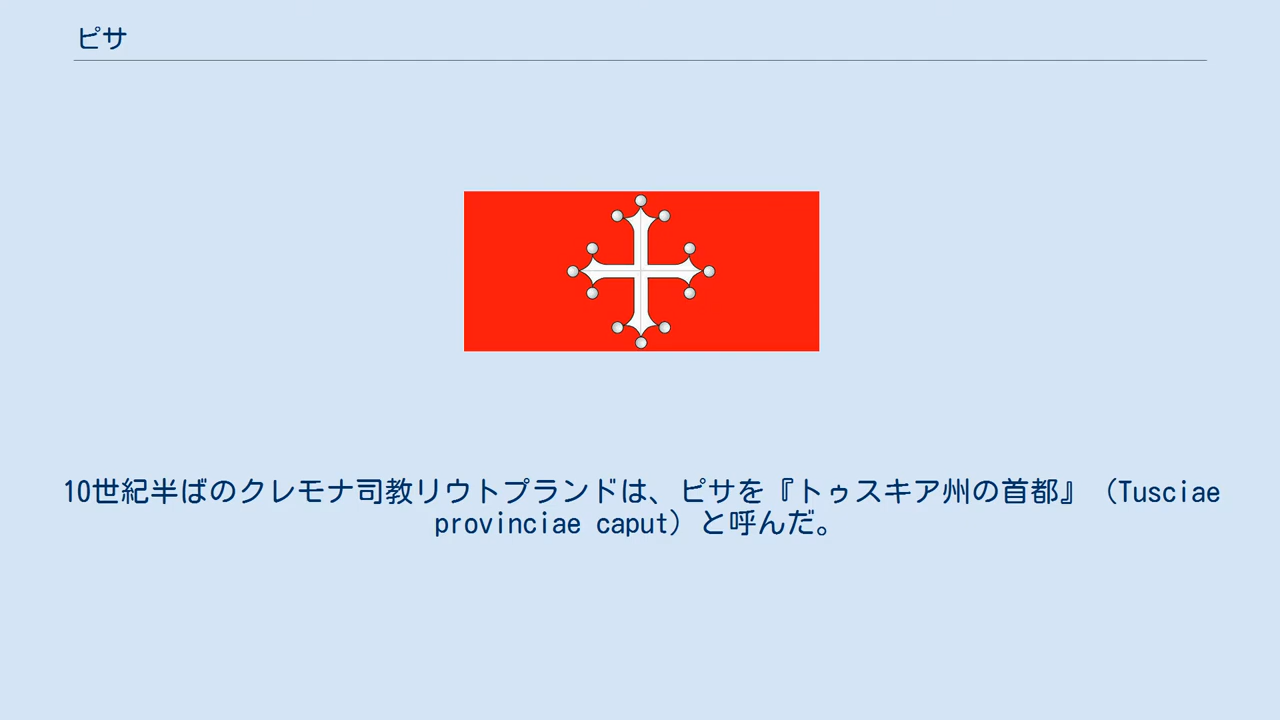 ピサ
10世紀半ばのクレモナ司教リウトプランドは、ピサを『トゥスキア州の首都』（Tusciae
provinciae caput）と呼んだ。